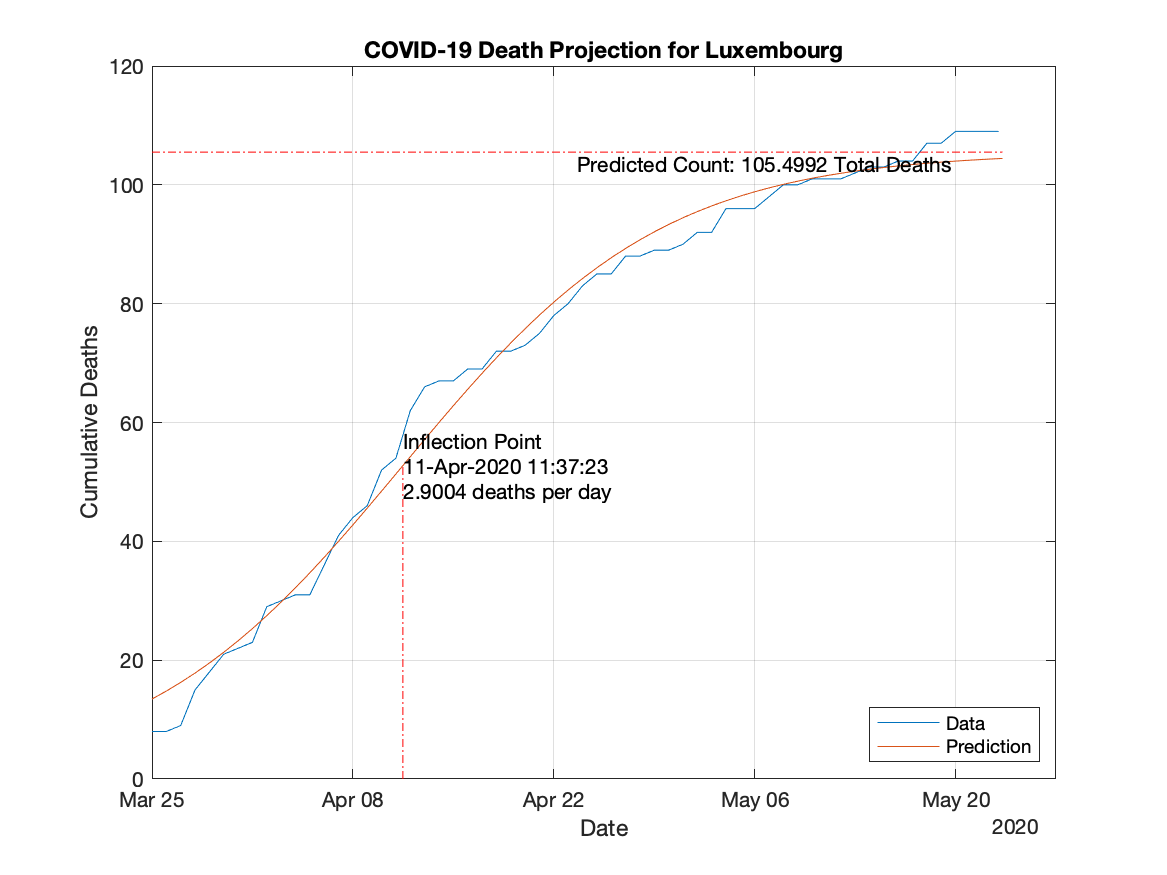 COVID-19 Death Projection for Luxembourg
120
100
80
60
40
20
0
Cumulative Deaths
Predicted Count: 105.4992 Total Deaths
Inflection Point
11-Apr-2020 11:37:23
2.9004 deaths per day
Data
Prediction
Mar 25 Apr 08 Apr 22 May 06 May 20
Date
2020